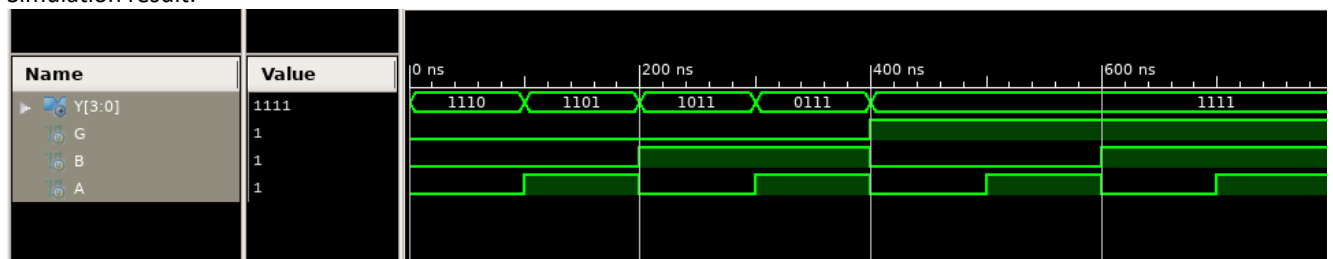 Simulation result:
Name Value 0 ns 200 ns 400 ns 600 ns
Y[3:0] 1111 1110 1101 1011 0111 1111
G 1
B 1
A 1